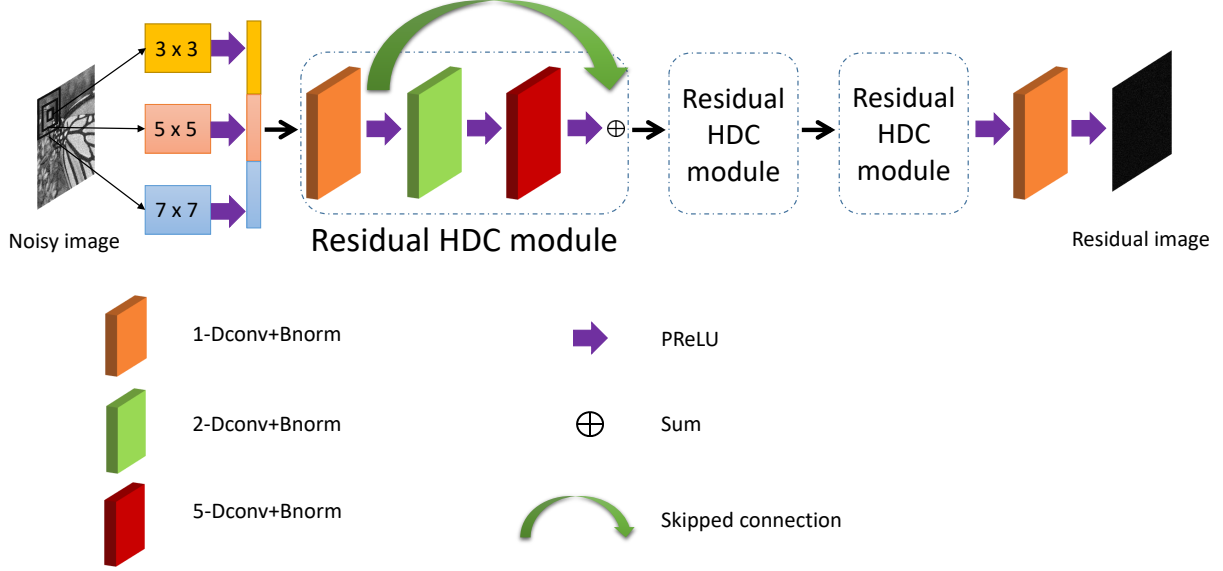 3 x 3
5 x 5
7 x 7
Noisy image
Residual HDC module
Residual
HDC
module
Residual
HDC
module
Residual image
1-Dconv+Bnorm
PReLU
2-Dconv+Bnorm
Sum
5-Dconv+Bnorm
Skipped connection